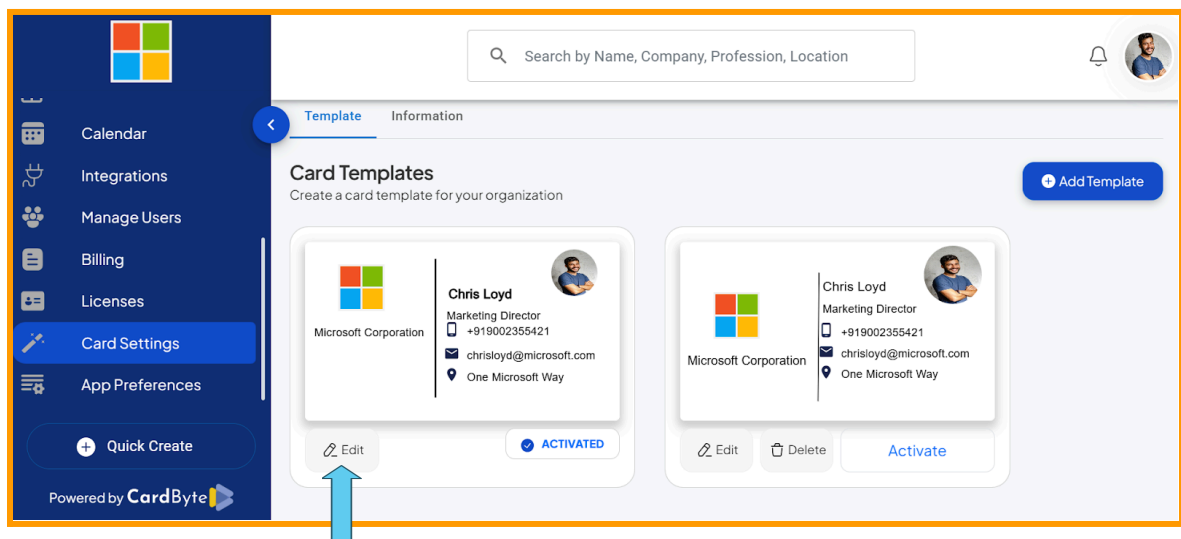 Search by Name, Company, Profession, Location
Calendar
Integrations
Manage Users
Billing
Licenses
Card Settings
App Preferences
Quick Create
Powered by CardByte
Template Information
Card Templates
Create a card template for your organization
Add Template
Microsoft Corporation
Chris Loyd
Marketing Director
+919002355421
chrisloyd@microsoft.com
One Microsoft Way
Edit
ACTIVATED
Microsoft Corporation
Chris Loyd
Marketing Director
+919002355421
chrisloyd@microsoft.com
One Microsoft Way
Edit
Delete
Activate